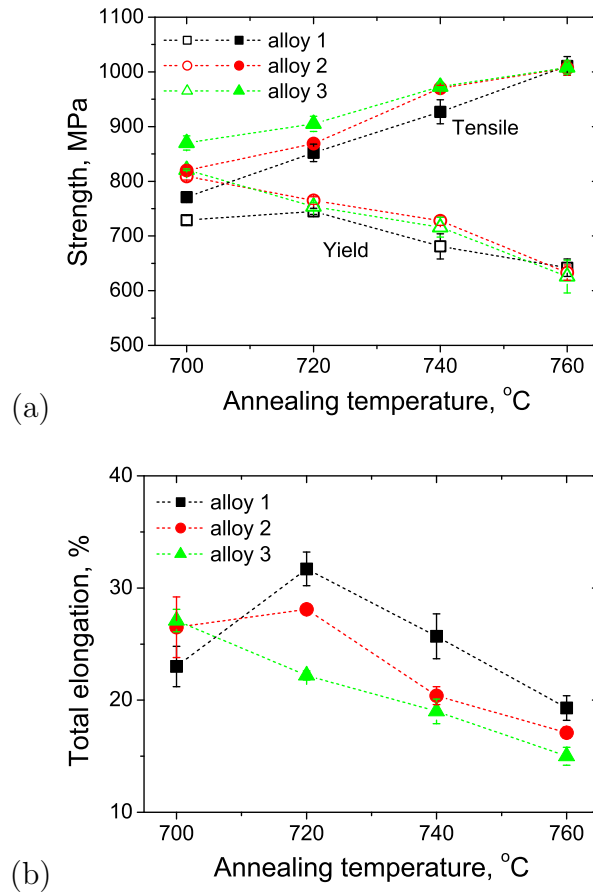 1100
1000
900
800
700
600
500
Strength, MPa
alloy 1
alloy 2
alloy 3
Tensile
Yield
700 720 740 760
Annealing temperature, °C
(a)
40
30
20
10
Total elongation, %
alloy 1
alloy 2
alloy 3
700 720 740 760
Annealing temperature, °C
(b)